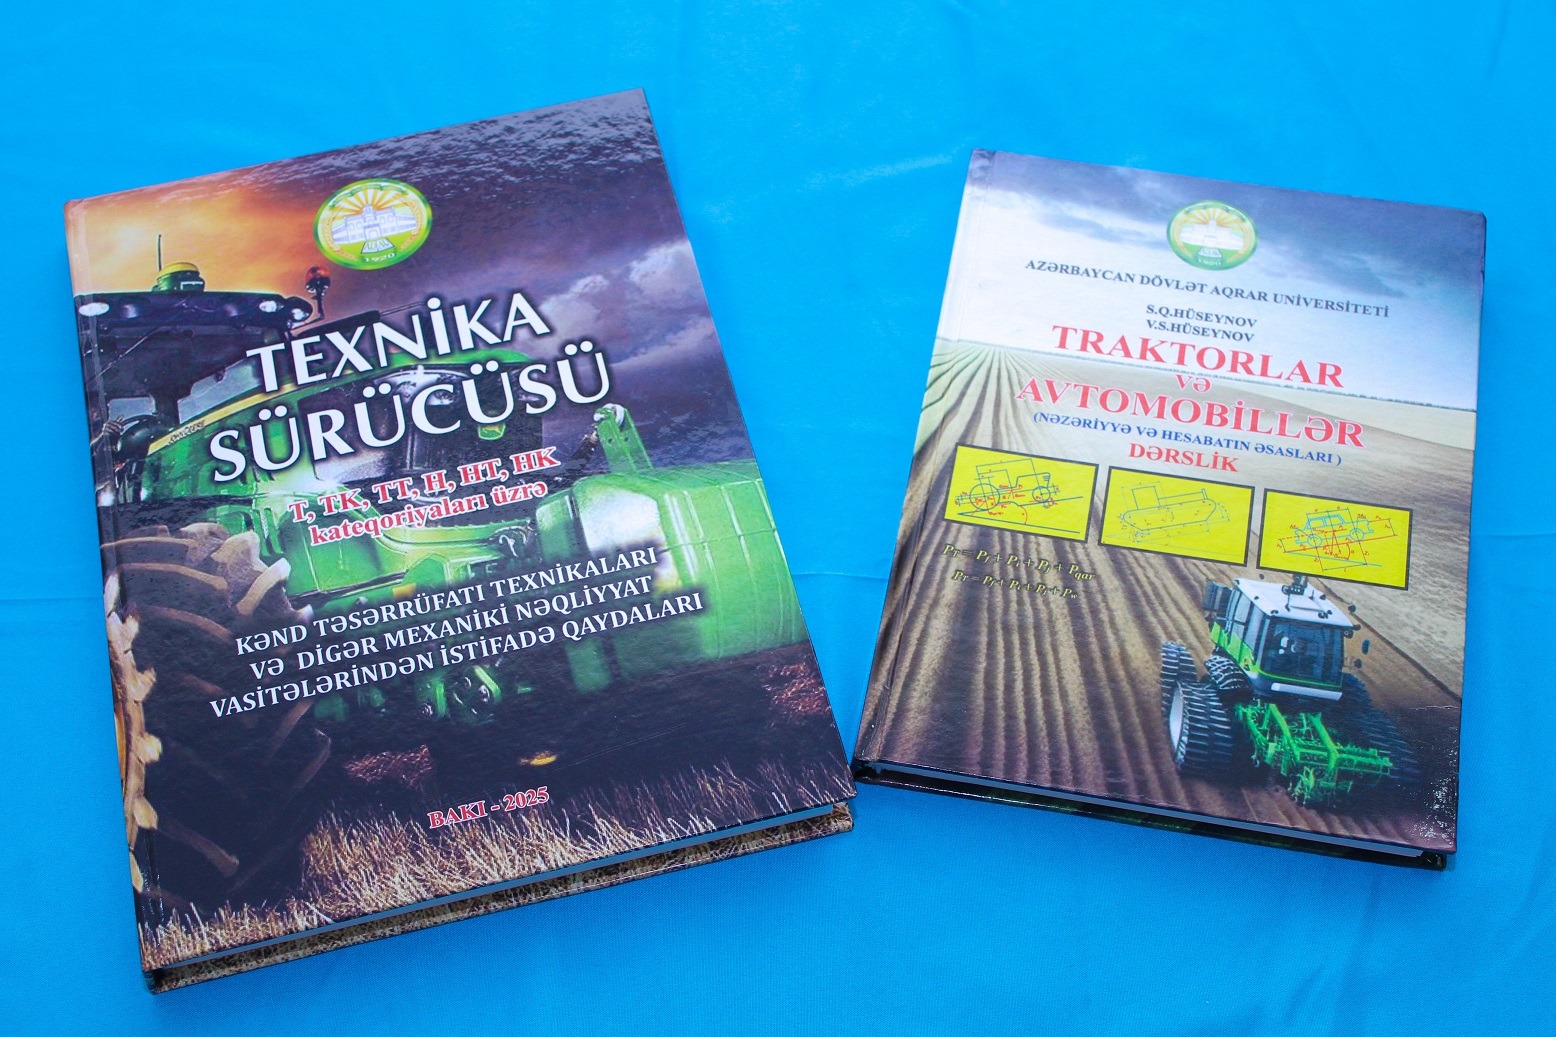 1920
TEXNİKA
SÜRÜCÜSÜ
T, TK, TT, H, HT, HK
kateqoriyaları üzrə
KƏND TƏSƏRRÜFATI TEXNİKALARI
VƏ DİGƏR MEXANİKİ NƏQLİYYAT
VASİTƏLƏRİNDƏN İSTİFADƏ QAYDALARI
BAKI - 2025
1920
AZƏRBAYCAN DÖVLƏT AQRAR UNİVERSİTETİ
S.Q.HÜSEYNOV
V.S.HÜSEYNOV
TRAKTORLAR
VƏ
AVTOMOBİLLƏR
(NƏZƏRİYYƏ VƏ HESABATIN ƏSASLARI )
DƏRSLİK